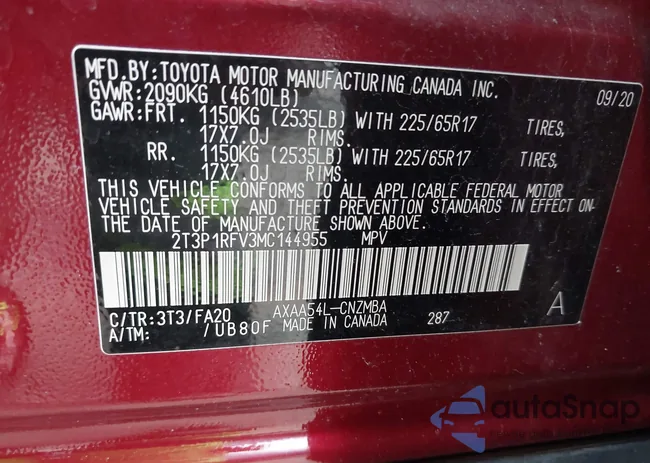 MFD.BY:TOYOTA MOTOR MANUFACTURING CANADA INC.
GVWR:2090KG (4610LB) 09/20
GAWR:FRT. 1150KG (2535LB) WITH 225/65R17 TIRES,
17X7.0J RIMS.
RR. 1150KG (2535LB) WITH 225/65R17 TIRES,
17X7.0J RIMS.
THIS VEHICLE CONFORMS TO ALL APPLICABLE FEDERAL MOTOR
VEHICLE SAFETY AND THEFT PREVENTION STANDARDS IN EFFECT ON
THE DATE OF MANUFACTURE SHOWN ABOVE.
2T3P1RFV3MC144955 MPV
C/TR:3T3/FA20 AXAA54L-CNZMBA A
A/TM: /UB80F MADE IN CANADA 287
autoSnap